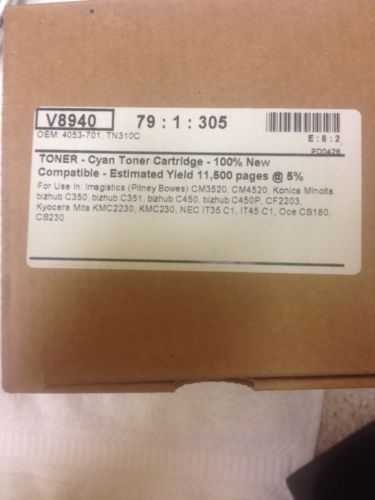 V8940 79 : 1 : 305
OEM: 4053-701, TN310C E : 6 : 2
PD0426
TONER - Cyan Toner Cartridge - 100% New
Compatible - Estimated Yield 11,500 pages @ 5%
For Use in: Imagistics (Pitney Bowes) CM3520, CM4520, Konica Minolta
bizhub C350, bizhub C351, bizhub C450, bizhub C450P, CF2203,
Kyocera Mita KMC2230, KMC230, NEC IT35 C1, IT45 C1, Oce CS180,
CS230